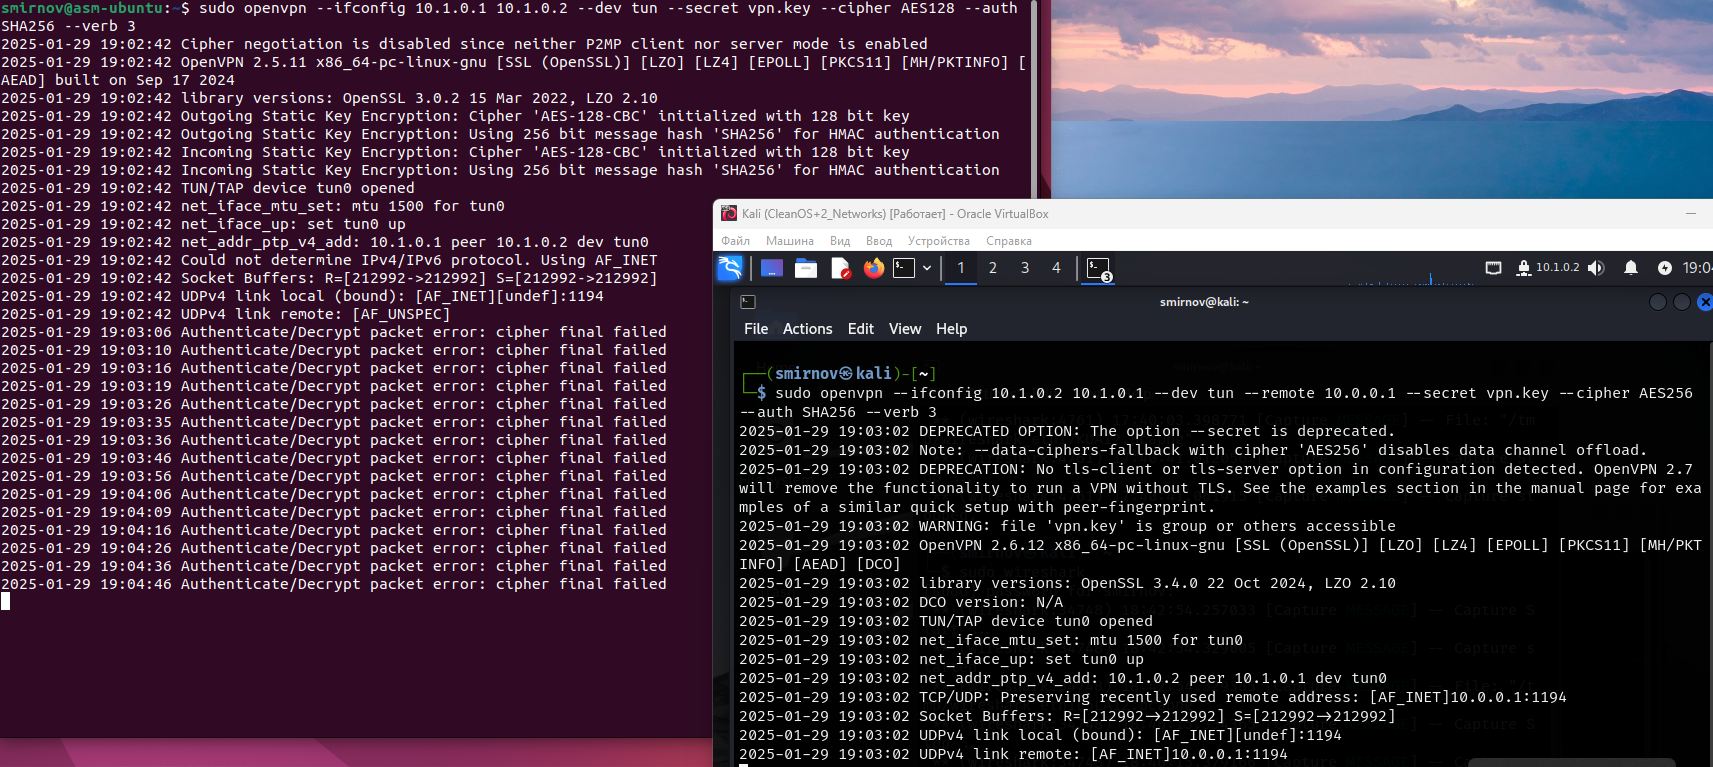 smirnov@asm-ubuntu:~$ sudo openvpn --ifconfig 10.1.0.1 10.1.0.2 --dev tun --secret vpn.key --cipher AES128 --auth
SHA256 --verb 3
2025-01-29 19:02:42 Cipher negotiation is disabled since neither P2MP client nor server mode is enabled
2025-01-29 19:02:42 OpenVPN 2.5.11 x86_64-pc-linux-gnu [SSL (OpenSSL)] [LZO] [LZ4] [EPOLL] [PKCS11] [MH/PKTINFO] [
AEAD] built on Sep 17 2024
2025-01-29 19:02:42 library versions: OpenSSL 3.0.2 15 Mar 2022, LZO 2.10
2025-01-29 19:02:42 Outgoing Static Key Encryption: Cipher 'AES-128-CBC' initialized with 128 bit key
2025-01-29 19:02:42 Outgoing Static Key Encryption: Using 256 bit message hash 'SHA256' for HMAC authentication
2025-01-29 19:02:42 Incoming Static Key Encryption: Cipher 'AES-128-CBC' initialized with 128 bit key
2025-01-29 19:02:42 Incoming Static Key Encryption: Using 256 bit message hash 'SHA256' for HMAC authentication
2025-01-29 19:02:42 TUN/TAP device tun0 opened
2025-01-29 19:02:42 net_iface_mtu_set: mtu 1500 for tun0
2025-01-29 19:02:42 net_iface_up: set tun0 up
2025-01-29 19:02:42 net_addr_ptp_v4_add: 10.1.0.1 peer 10.1.0.2 dev tun0
2025-01-29 19:02:42 Could not determine IPv4/IPv6 protocol. Using AF_INET
2025-01-29 19:02:42 Socket Buffers: R=[212992->212992] S=[212992->212992]
2025-01-29 19:02:42 UDPv4 link local (bound): [AF_INET][undef]:1194
2025-01-29 19:02:42 UDPv4 link remote: [AF_UNSPEC]
2025-01-29 19:03:06 Authenticate/Decrypt packet error: cipher final failed
2025-01-29 19:03:10 Authenticate/Decrypt packet error: cipher final failed
2025-01-29 19:03:16 Authenticate/Decrypt packet error: cipher final failed
2025-01-29 19:03:19 Authenticate/Decrypt packet error: cipher final failed
2025-01-29 19:03:26 Authenticate/Decrypt packet error: cipher final failed
2025-01-29 19:03:35 Authenticate/Decrypt packet error: cipher final failed
2025-01-29 19:03:36 Authenticate/Decrypt packet error: cipher final failed
2025-01-29 19:03:46 Authenticate/Decrypt packet error: cipher final failed
2025-01-29 19:03:56 Authenticate/Decrypt packet error: cipher final failed
2025-01-29 19:04:06 Authenticate/Decrypt packet error: cipher final failed
2025-01-29 19:04:09 Authenticate/Decrypt packet error: cipher final failed
2025-01-29 19:04:16 Authenticate/Decrypt packet error: cipher final failed
2025-01-29 19:04:26 Authenticate/Decrypt packet error: cipher final failed
2025-01-29 19:04:36 Authenticate/Decrypt packet error: cipher final failed
2025-01-29 19:04:46 Authenticate/Decrypt packet error: cipher final failed
Kali (CleanOS+2_Networks) [Работает] - Oracle VirtualBox
Файл Машина Вид Ввод Устройства Справка
1 2 3 4 3 10.1.0.2 19:04
smirnov@kali: ~
File Actions Edit View Help
┌──(smirnov㉿kali)-[~]
└─$ sudo openvpn --ifconfig 10.1.0.2 10.1.0.1 --dev tun --remote 10.0.0.1 --secret vpn.key --cipher AES256
--auth SHA256 --verb 3
2025-01-29 19:03:02 DEPRECATED OPTION: The option --secret is deprecated.
2025-01-29 19:03:02 Note: --data-ciphers-fallback with cipher 'AES256' disables data channel offload.
2025-01-29 19:03:02 DEPRECATION: No tls-client or tls-server option in configuration detected. OpenVPN 2.7
will remove the functionality to run a VPN without TLS. See the examples section in the manual page for exa
mples of a similar quick setup with peer-fingerprint.
2025-01-29 19:03:02 WARNING: file 'vpn.key' is group or others accessible
2025-01-29 19:03:02 OpenVPN 2.6.12 x86_64-pc-linux-gnu [SSL (OpenSSL)] [LZO] [LZ4] [EPOLL] [PKCS11] [MH/PKT
INFO] [AEAD] [DCO]
2025-01-29 19:03:02 library versions: OpenSSL 3.4.0 22 Oct 2024, LZO 2.10
2025-01-29 19:03:02 DCO version: N/A
2025-01-29 19:03:02 TUN/TAP device tun0 opened
2025-01-29 19:03:02 net_iface_mtu_set: mtu 1500 for tun0
2025-01-29 19:03:02 net_iface_up: set tun0 up
2025-01-29 19:03:02 net_addr_ptp_v4_add: 10.1.0.2 peer 10.1.0.1 dev tun0
2025-01-29 19:03:02 TCP/UDP: Preserving recently used remote address: [AF_INET]10.0.0.1:1194
2025-01-29 19:03:02 Socket Buffers: R=[212992→212992] S=[212992→212992]
2025-01-29 19:03:02 UDPv4 link local (bound): [AF_INET][undef]:1194
2025-01-29 19:03:02 UDPv4 link remote: [AF_INET]10.0.0.1:1194